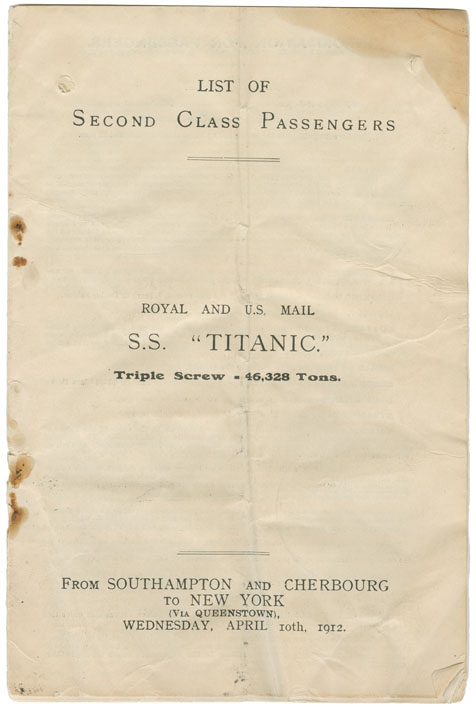 LIST OF
SECOND CLASS PASSENGERS
ROYAL AND U.S. MAIL
S.S. "TITANIC."
Triple Screw - 46,328 Tons.
FROM SOUTHAMPTON AND CHERBOURG
TO NEW YORK
(VIA QUEENSTOWN),
WEDNESDAY, APRIL 10th, 1912.